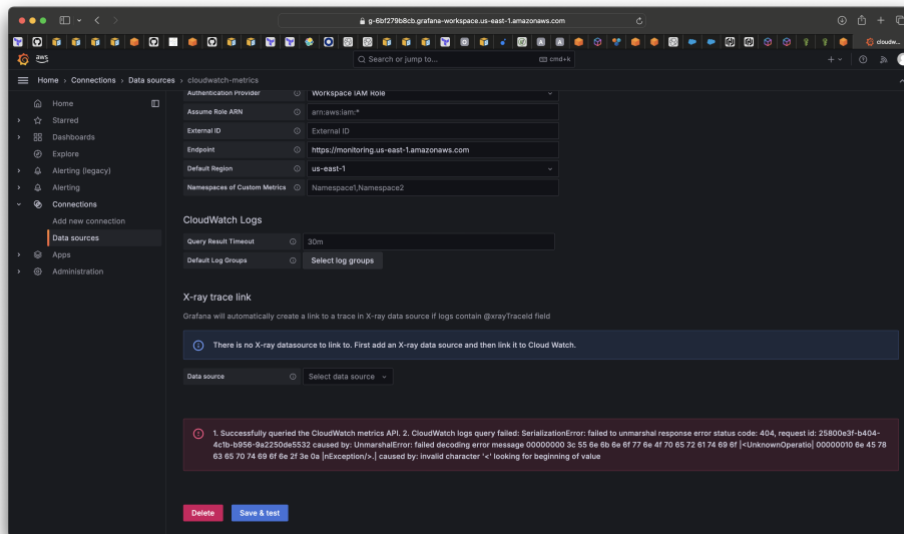 g-6bf279b8cb.grafana-workspace.us-east-1.amazonaws.com
cloudw...
aws
Search or jump to...
cmd+k
Home › Connections › Data sources › cloudwatch-metrics
Home
Starred
Dashboards
Explore
Alerting (legacy)
Alerting
Connections
Add new connection
Data sources
Apps
Administration
Authentication Provider
Workspace IAM Role
Assume Role ARN
arn:aws:iam:*
External ID
External ID
Endpoint
https://monitoring.us-east-1.amazonaws.com
Default Region
us-east-1
Namespaces of Custom Metrics
Namespace1,Namespace2
CloudWatch Logs
Query Result Timeout
30m
Default Log Groups
Select log groups
X-ray trace link
Grafana will automatically create a link to a trace in X-ray data source if logs contain @xrayTraceId field
There is no X-ray datasource to link to. First add an X-ray data source and then link it to Cloud Watch.
Data source
Select data source
1. Successfully queried the CloudWatch metrics API. 2. CloudWatch logs query failed: SerializationError: failed to unmarshal response error status code: 404, request id: 25800e3f-b404-
4c1b-b956-9a2250de5532 caused by: UnmarshalError: failed decoding error message 00000000 3c 55 6e 6b 6e 6f 77 6e 4f 70 65 72 61 74 69 6f |<UnknownOperatio| 00000010 6e 45 78
63 65 70 74 69 6f 6e 2f 3e 0a |nException/>.| caused by: invalid character '<' looking for beginning of value
Delete
Save & test